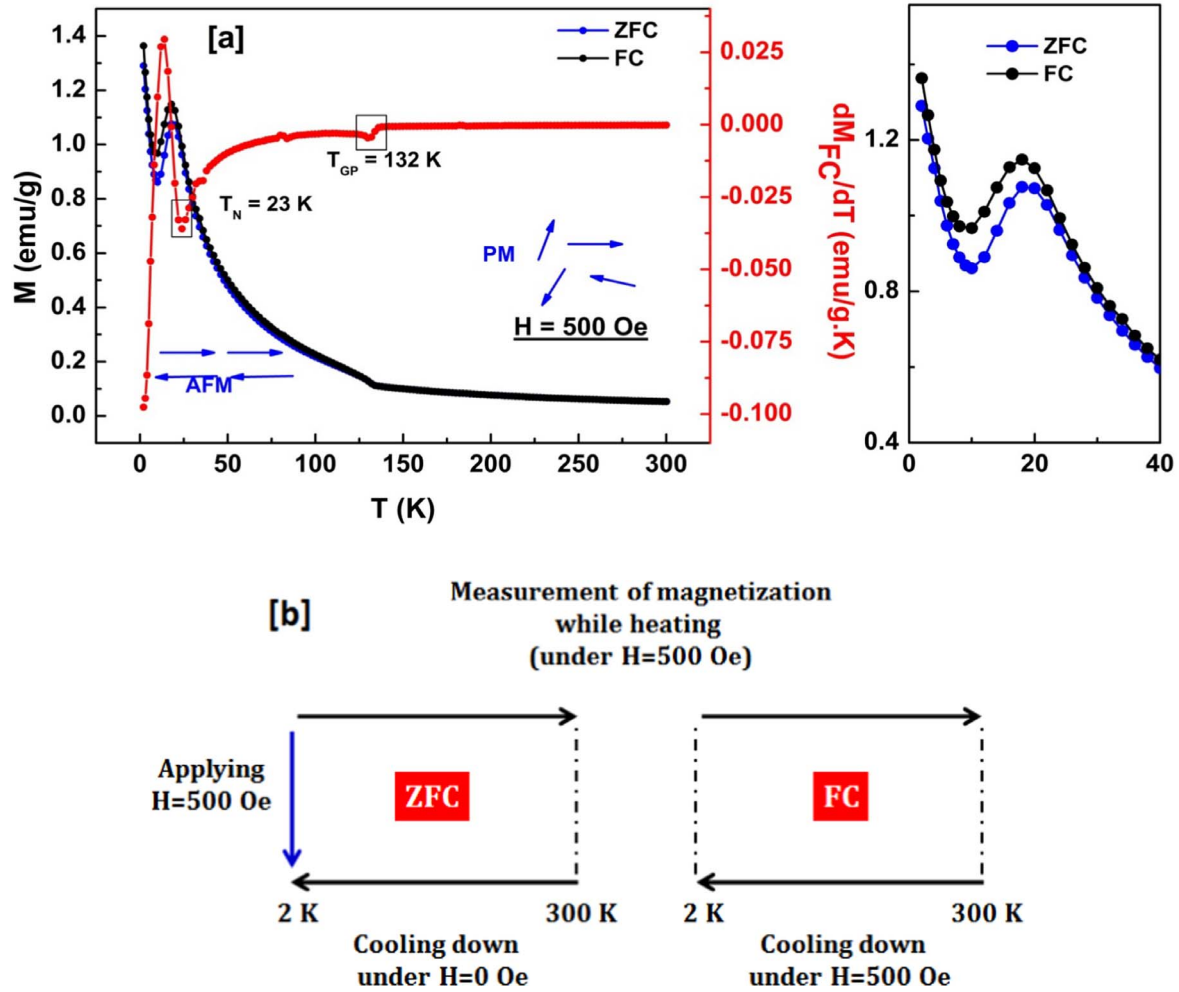 [a]
ZFC
FC
1.4
1.2
1.0
0.8
0.6
0.4
0.2
0.0
M (emu/g)
0.025
0.000
-0.025
-0.050
-0.075
-0.100
dM_FC/dT (emu/g.K)
T_GP = 132 K
T_N = 23 K
PM
H = 500 Oe
AFM
0 50 100 150 200 250 300
T (K)
ZFC
FC
1.2
0.8
0.4
0 20 40
[b]
Measurement of magnetization
while heating
(under H=500 Oe)
Applying
H=500 Oe
ZFC
FC
2 K 300 K 2 K 300 K
Cooling down
under H=0 Oe
Cooling down
under H=500 Oe